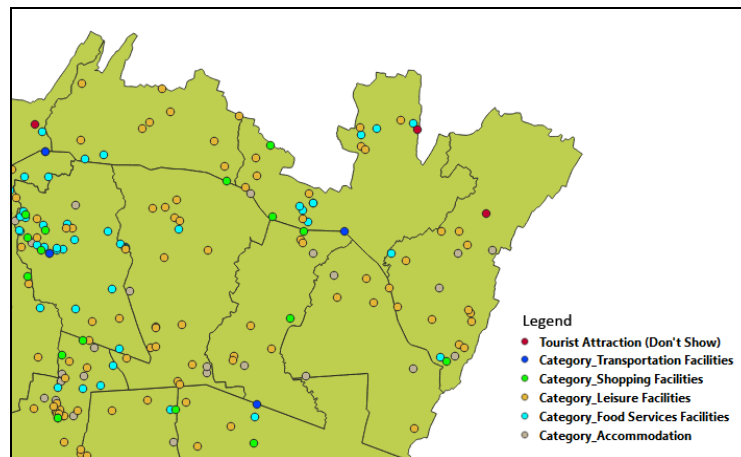 Legend
Tourist Attraction (Don't Show)
Category_Transportation Facilities
Category_Shopping Facilities
Category_Leisure Facilities
Category_Food Services Facilities
Category_Accommodation